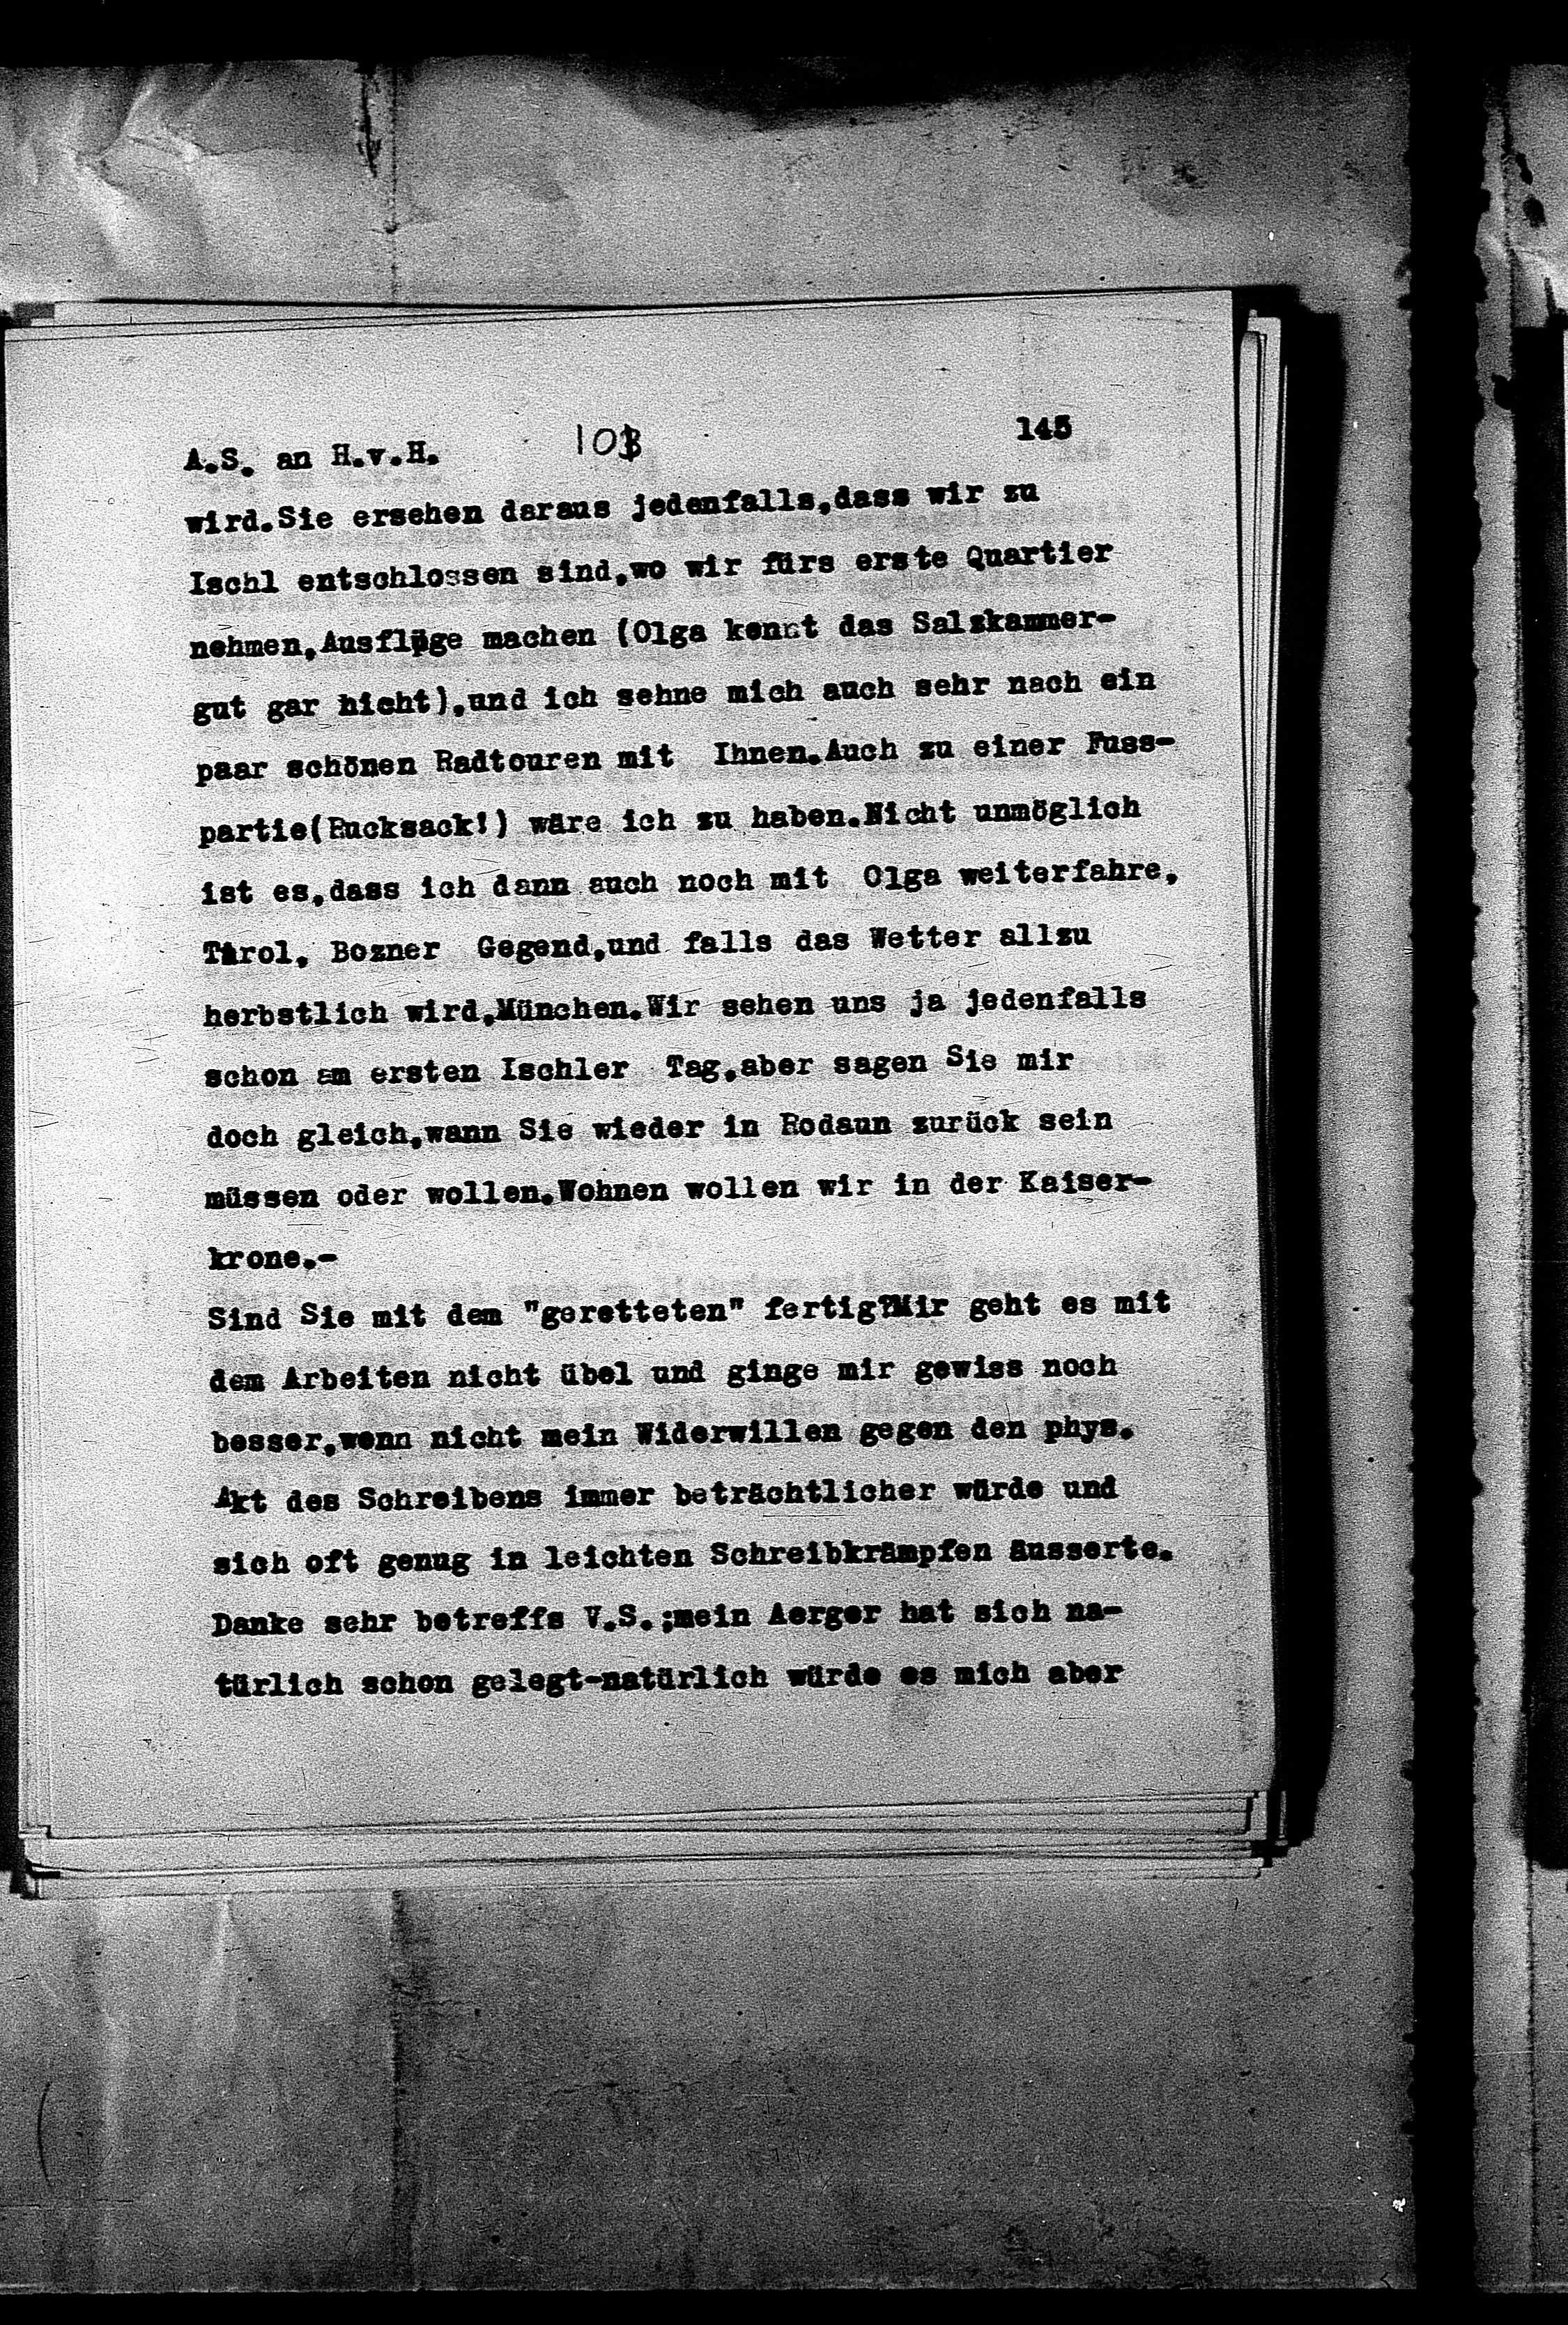 A.S. an H.v.H. 103 145
wird.Sie ersehen daraus jedenfalls,dass wir zu
Ischl entschlossen sind,wo wir fürs erste Quartier
nehmen,Ausflüge machen (Olga kennt das Salzkammer-
gut gar nicht),und ich sehne mich auch sehr nach ein
paar schönen Radtouren mit Ihnen.Auch zu einer Fuss-
partie(Rucksack!) wäre ich zu haben.Nicht unmöglich
ist es,dass ich dann auch noch mit Olga weiterfahre,
Tirol, Bozner Gegend,und falls das Wetter allzu
herbstlich wird,München.Wir sehen uns ja jedenfalls
schon am ersten Ischler Tag,aber sagen Sie mir
doch gleich,wann Sie wieder in Rodaun zurück sein
müssen oder wollen.Wohnen wollen wir in der Kaiser-
krone.-
Sind Sie mit dem "geretteten" fertig?Mir geht es mit
dem Arbeiten nicht übel und ginge mir gewiss noch
besser,wenn nicht mein Widerwillen gegen den phys.
Akt des Schreibens immer beträchtlicher würde und
sich oft genug in leichten Schreibkrämpfen äusserte.
Danke sehr betreffs V.S.;mein Aerger hat sich na-
türlich schon gelegt-natürlich würde es mich aber